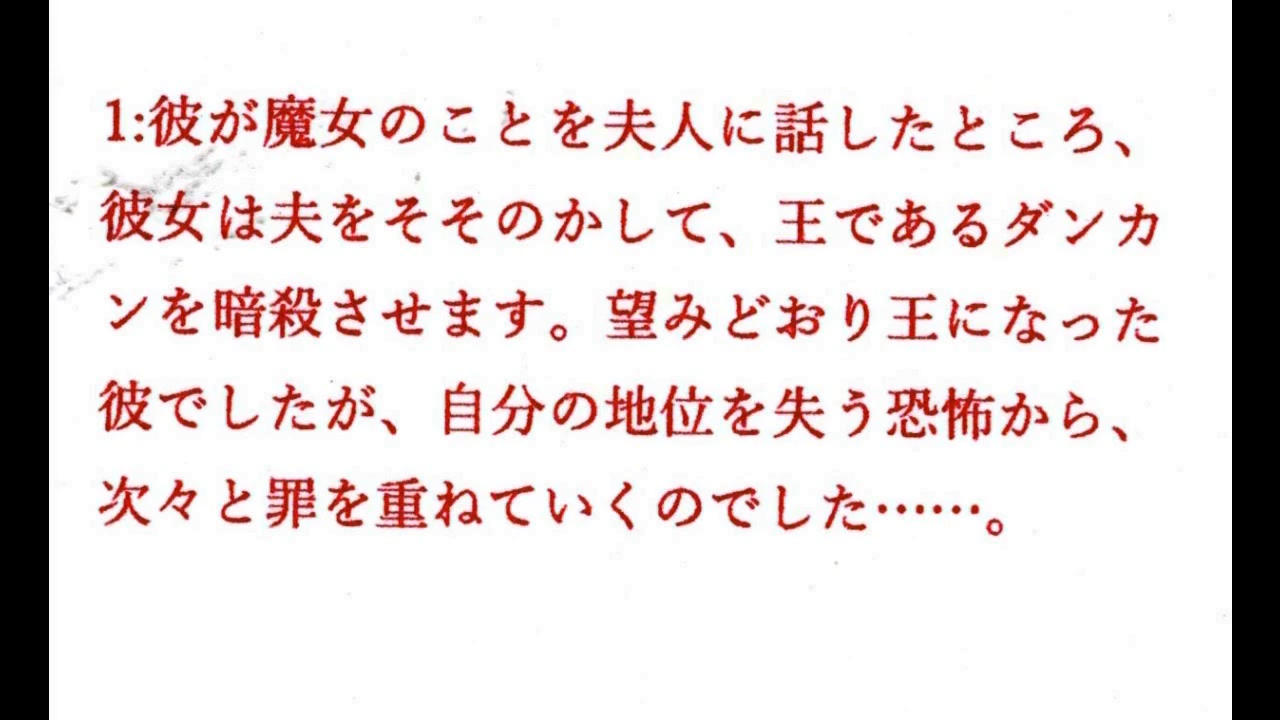 1:彼が魔女のことを夫人に話したところ、
彼女は夫をそそのかして、王であるダンカ
ンを暗殺させます。望みどおり王になった
彼でしたが、自分の地位を失う恐怖から、
次々と罪を重ねていくのでした……。